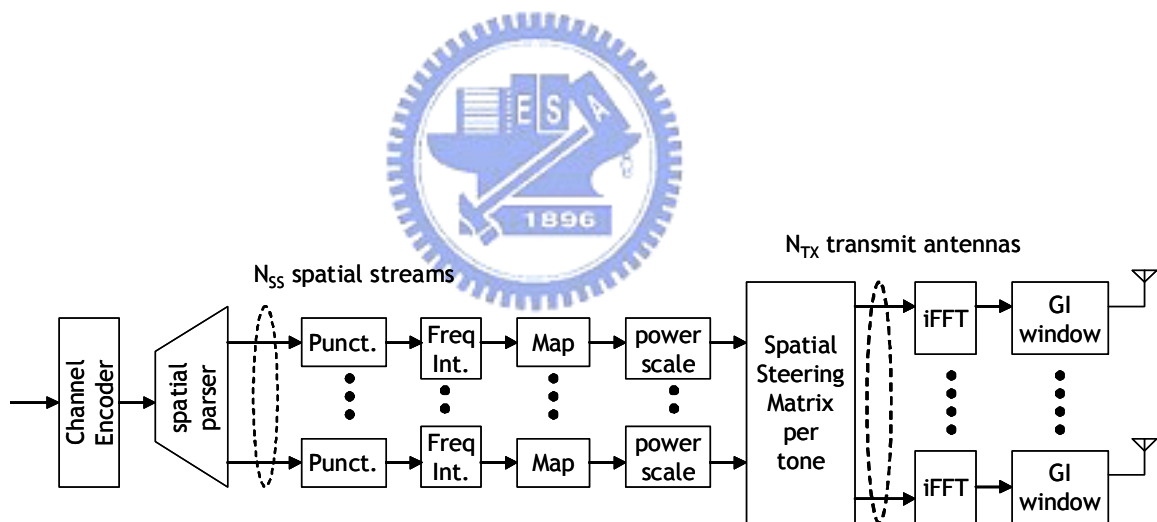 E S A
1896
N_SS spatial streams
N_TX transmit antennas
Channel
Encoder
spatial
parser
Punct.
Freq
Int.
Map
power
scale
Spatial
Steering
Matrix
per
tone
iFFT
GI
window
Punct.
Freq
Int.
Map
power
scale
iFFT
GI
window